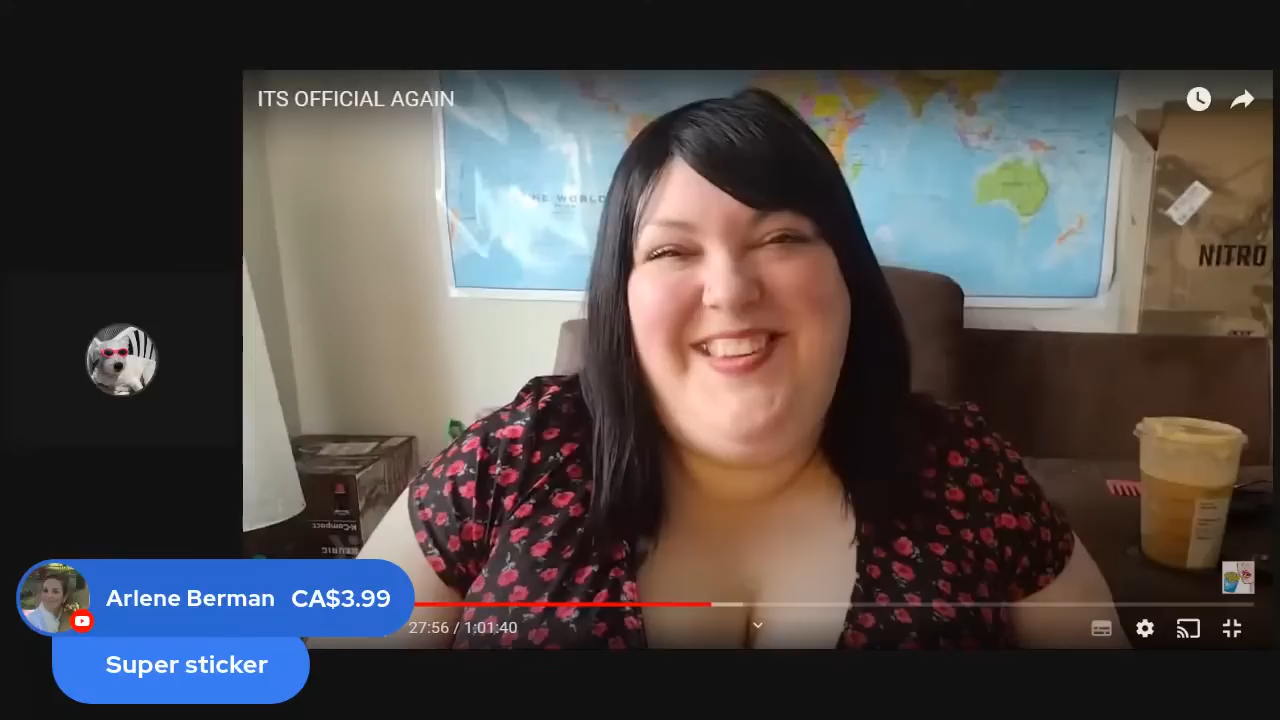 ITS OFFICIAL AGAIN
THE WORLD
NITRO
K-Compact
KEURIG
Arlene Berman CA$3.99
27:56 / 1:01:40
Super sticker